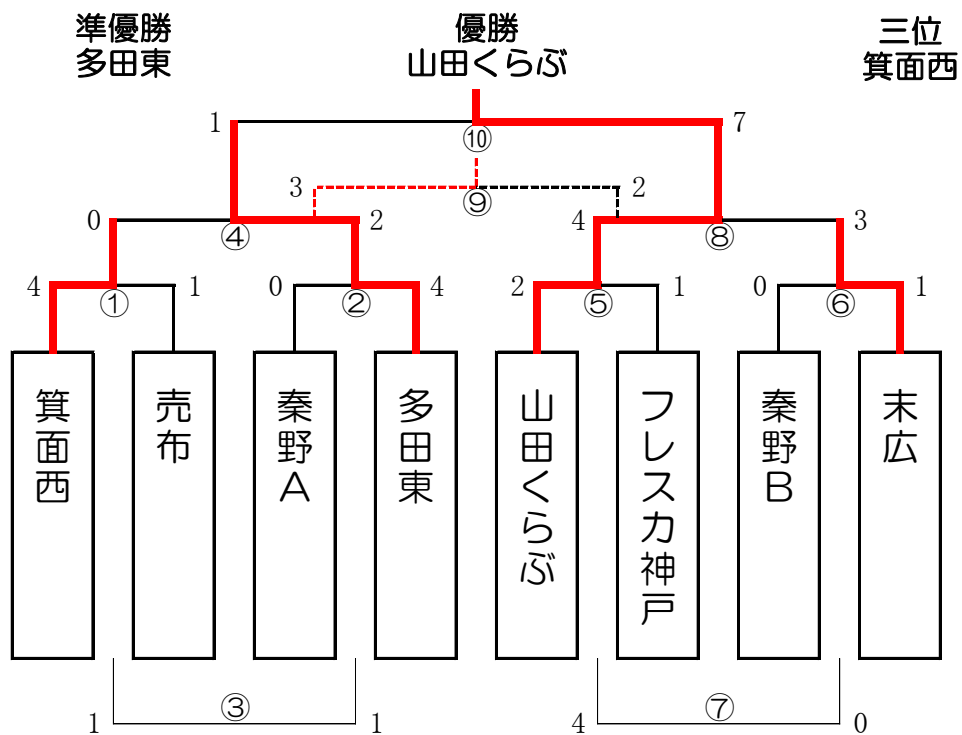 準優勝
多田東
優勝
山田くらぶ
三位
箕面西
1
⑩
7
3
⑨
2
0
④
2
4
⑧
3
4
①
1
0
②
4
2
⑤
1
0
⑥
1
箕面西
売布
秦野A
多田東
山田くらぶ
フレスカ神戸
秦野B
末広
1
③
1
4
⑦
0